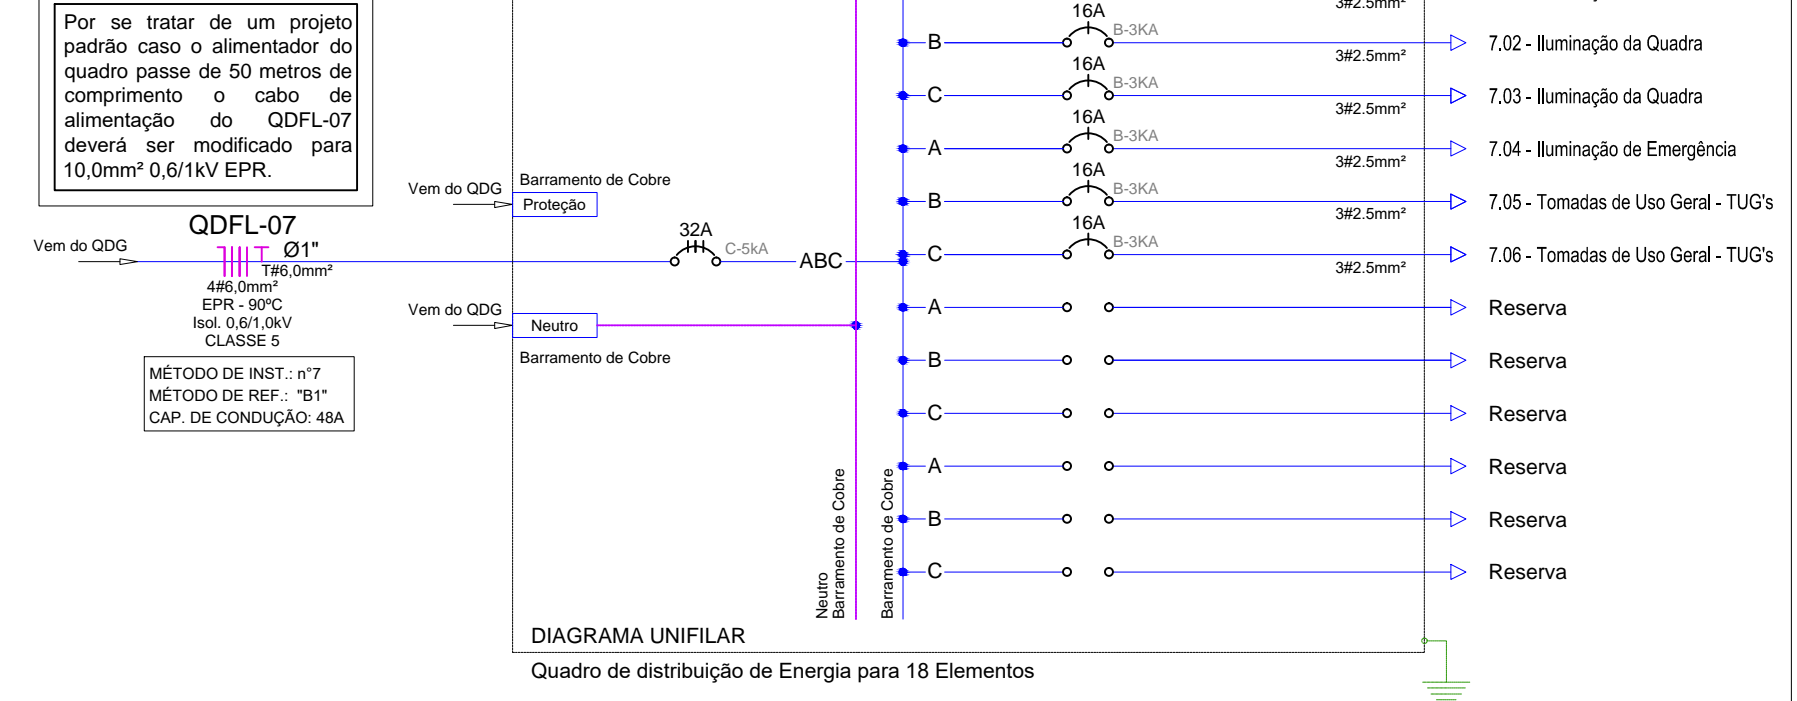 3#2.5mm²
Por se tratar de um projeto
padrão caso o alimentador do
quadro passe de 50 metros de
comprimento o cabo de
alimentação do QDFL-07
deverá ser modificado para
10,0mm² 0,6/1kV EPR.
B
16A
B-3KA
3#2.5mm²
7.02 - Iluminação da Quadra
C
16A
B-3KA
3#2.5mm²
7.03 - Iluminação da Quadra
A
16A
B-3KA
3#2.5mm²
7.04 - Iluminação de Emergência
B
16A
B-3KA
3#2.5mm²
7.05 - Tomadas de Uso Geral - TUG's
C
16A
B-3KA
3#2.5mm²
7.06 - Tomadas de Uso Geral - TUG's
Vem do QDG
Barramento de Cobre
Proteção
QDFL-07
Vem do QDG
Ø1"
T#6,0mm²
4#6,0mm²
EPR - 90ºC
Isol. 0,6/1,0kV
CLASSE 5
32A
C-5kA
ABC
Vem do QDG
Neutro
Barramento de Cobre
MÉTODO DE INST.: n°7
MÉTODO DE REF.: "B1"
CAP. DE CONDUÇÃO: 48A
A
Reserva
B
Reserva
C
Reserva
A
Reserva
B
Reserva
C
Reserva
Neutro
Barramento de Cobre
Barramento de Cobre
DIAGRAMA UNIFILAR
Quadro de distribuição de Energia para 18 Elementos